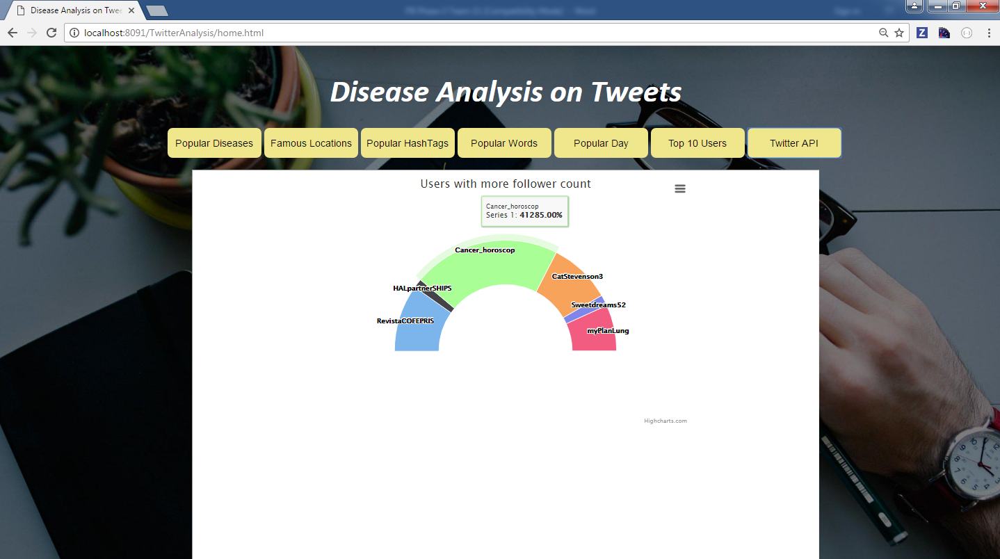 Disease Analysis on Twee
localhost:8091/TwitterAnalysis/home.html
Disease Analysis on Tweets
Popular Diseases
Famous Locations
Popular HashTags
Popular Words
Popular Day
Top 10 Users
Twitter API
Users with more follower count
Cancer_horoscop
Series 1: 41285.00%
Cancer_horoscop
CatStevenson3
HALpartnerSHIPS
Sweetdreams52
RevistaCOFEPRIS
myPlanLung
Highcharts.com